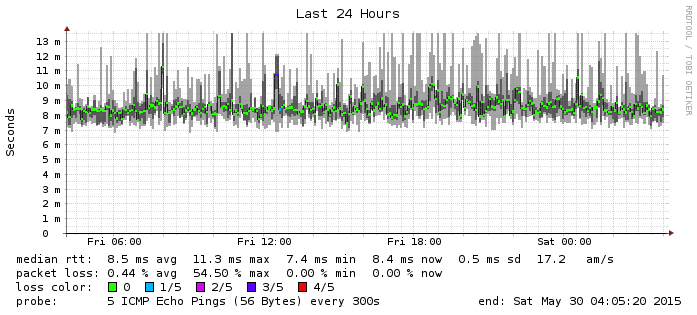 Last 24 Hours
RRDTOOL / TOBI OETIKER
Seconds
13 m
12 m
11 m
10 m
9 m
8 m
7 m
6 m
5 m
4 m
3 m
2 m
1 m
0
Fri 06:00 Fri 12:00 Fri 18:00 Sat 00:00
median rtt: 8.5 ms avg 11.3 ms max 7.4 ms min 8.4 ms now 0.5 ms sd 17.2 am/s
packet loss: 0.44 % avg 54.50 % max 0.00 % min 0.00 % now
loss color: 0 1/5 2/5 3/5 4/5
probe: 5 ICMP Echo Pings (56 Bytes) every 300s end: Sat May 30 04:05:20 2015